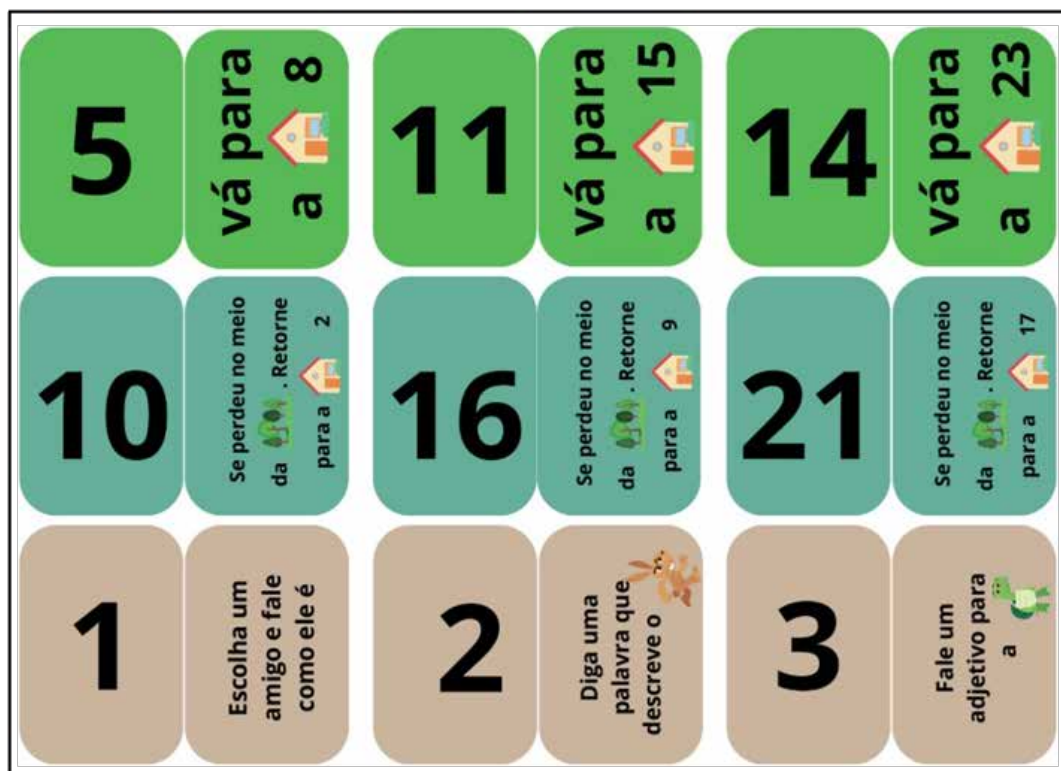 5
vá para
a 8
11
vá para
a 15
14
vá para
a 23
10
Se perdeu no meio
da . Retorne
para a 2
16
Se perdeu no meio
da . Retorne
para a 9
21
Se perdeu no meio
da . Retorne
para a 17
1
Escolha um
amigo e fale
como ele é
2
Diga uma
palavra que
descreve o
3
Fale um
adjetivo para
a